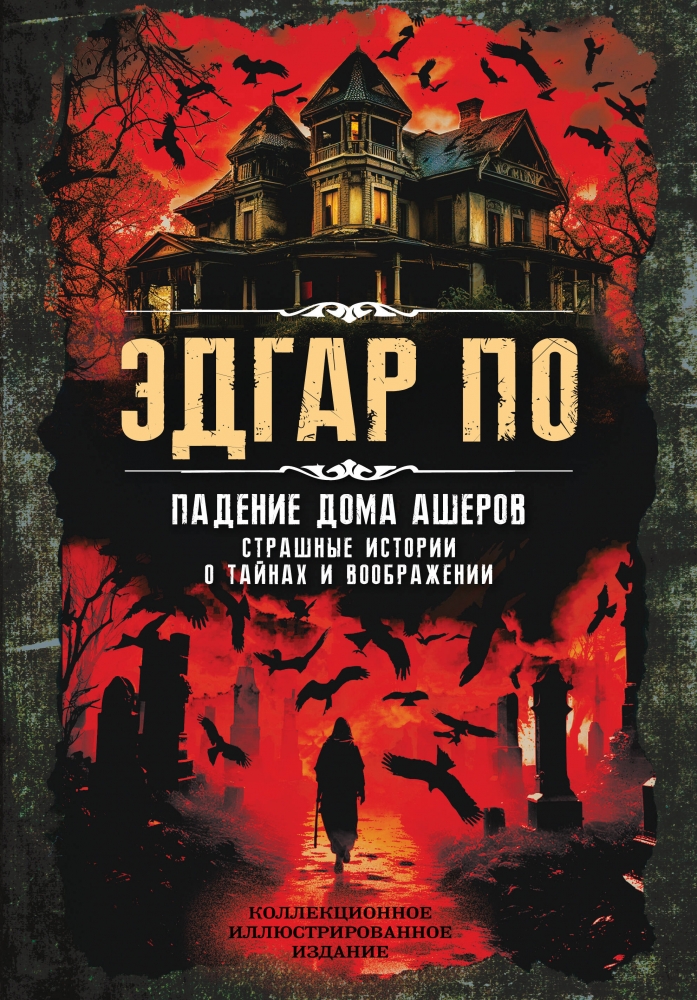 ЭДГАР ПО
ПАДЕНИЕ ДОМА АШЕРОВ
СТРАШНЫЕ ИСТОРИИ
О ТАЙНАХ И ВООБРАЖЕНИИ
КОЛЛЕКЦИОННОЕ
ИЛЛЮСТРИРОВАННОЕ
ИЗДАНИЕ